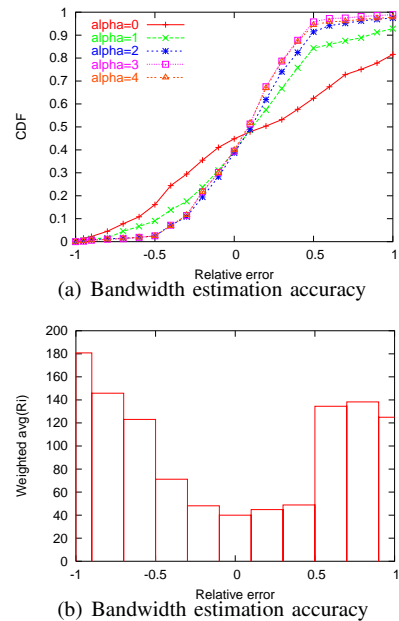 1
0.9
0.8
0.7
0.6
0.5
0.4
0.3
0.2
0.1
0
CDF
alpha=0
alpha=1
alpha=2
alpha=3
alpha=4
-1 -0.5 0 0.5 1
Relative error
(a) Bandwidth estimation accuracy
200
180
160
140
120
100
80
60
40
20
0
Weighted avg(Ri)
-1 -0.5 0 0.5 1
Relative error
(b) Bandwidth estimation accuracy